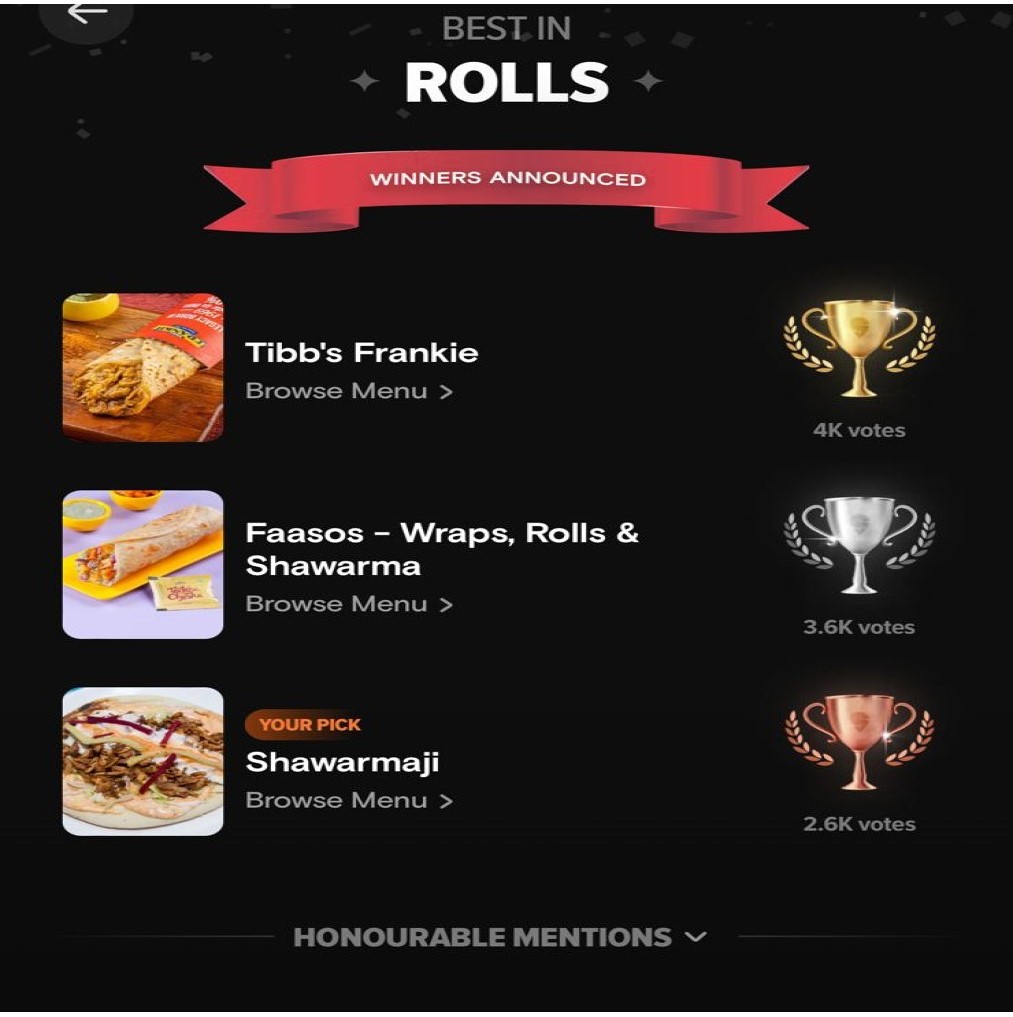 BEST IN
ROLLS
WINNERS ANNOUNCED
Tibb's Frankie
Browse Menu >
4K votes
Faasos – Wraps, Rolls &
Shawarma
Browse Menu >
3.6K votes
YOUR PICK
Shawarmaji
Browse Menu >
2.6K votes
HONOURABLE MENTIONS